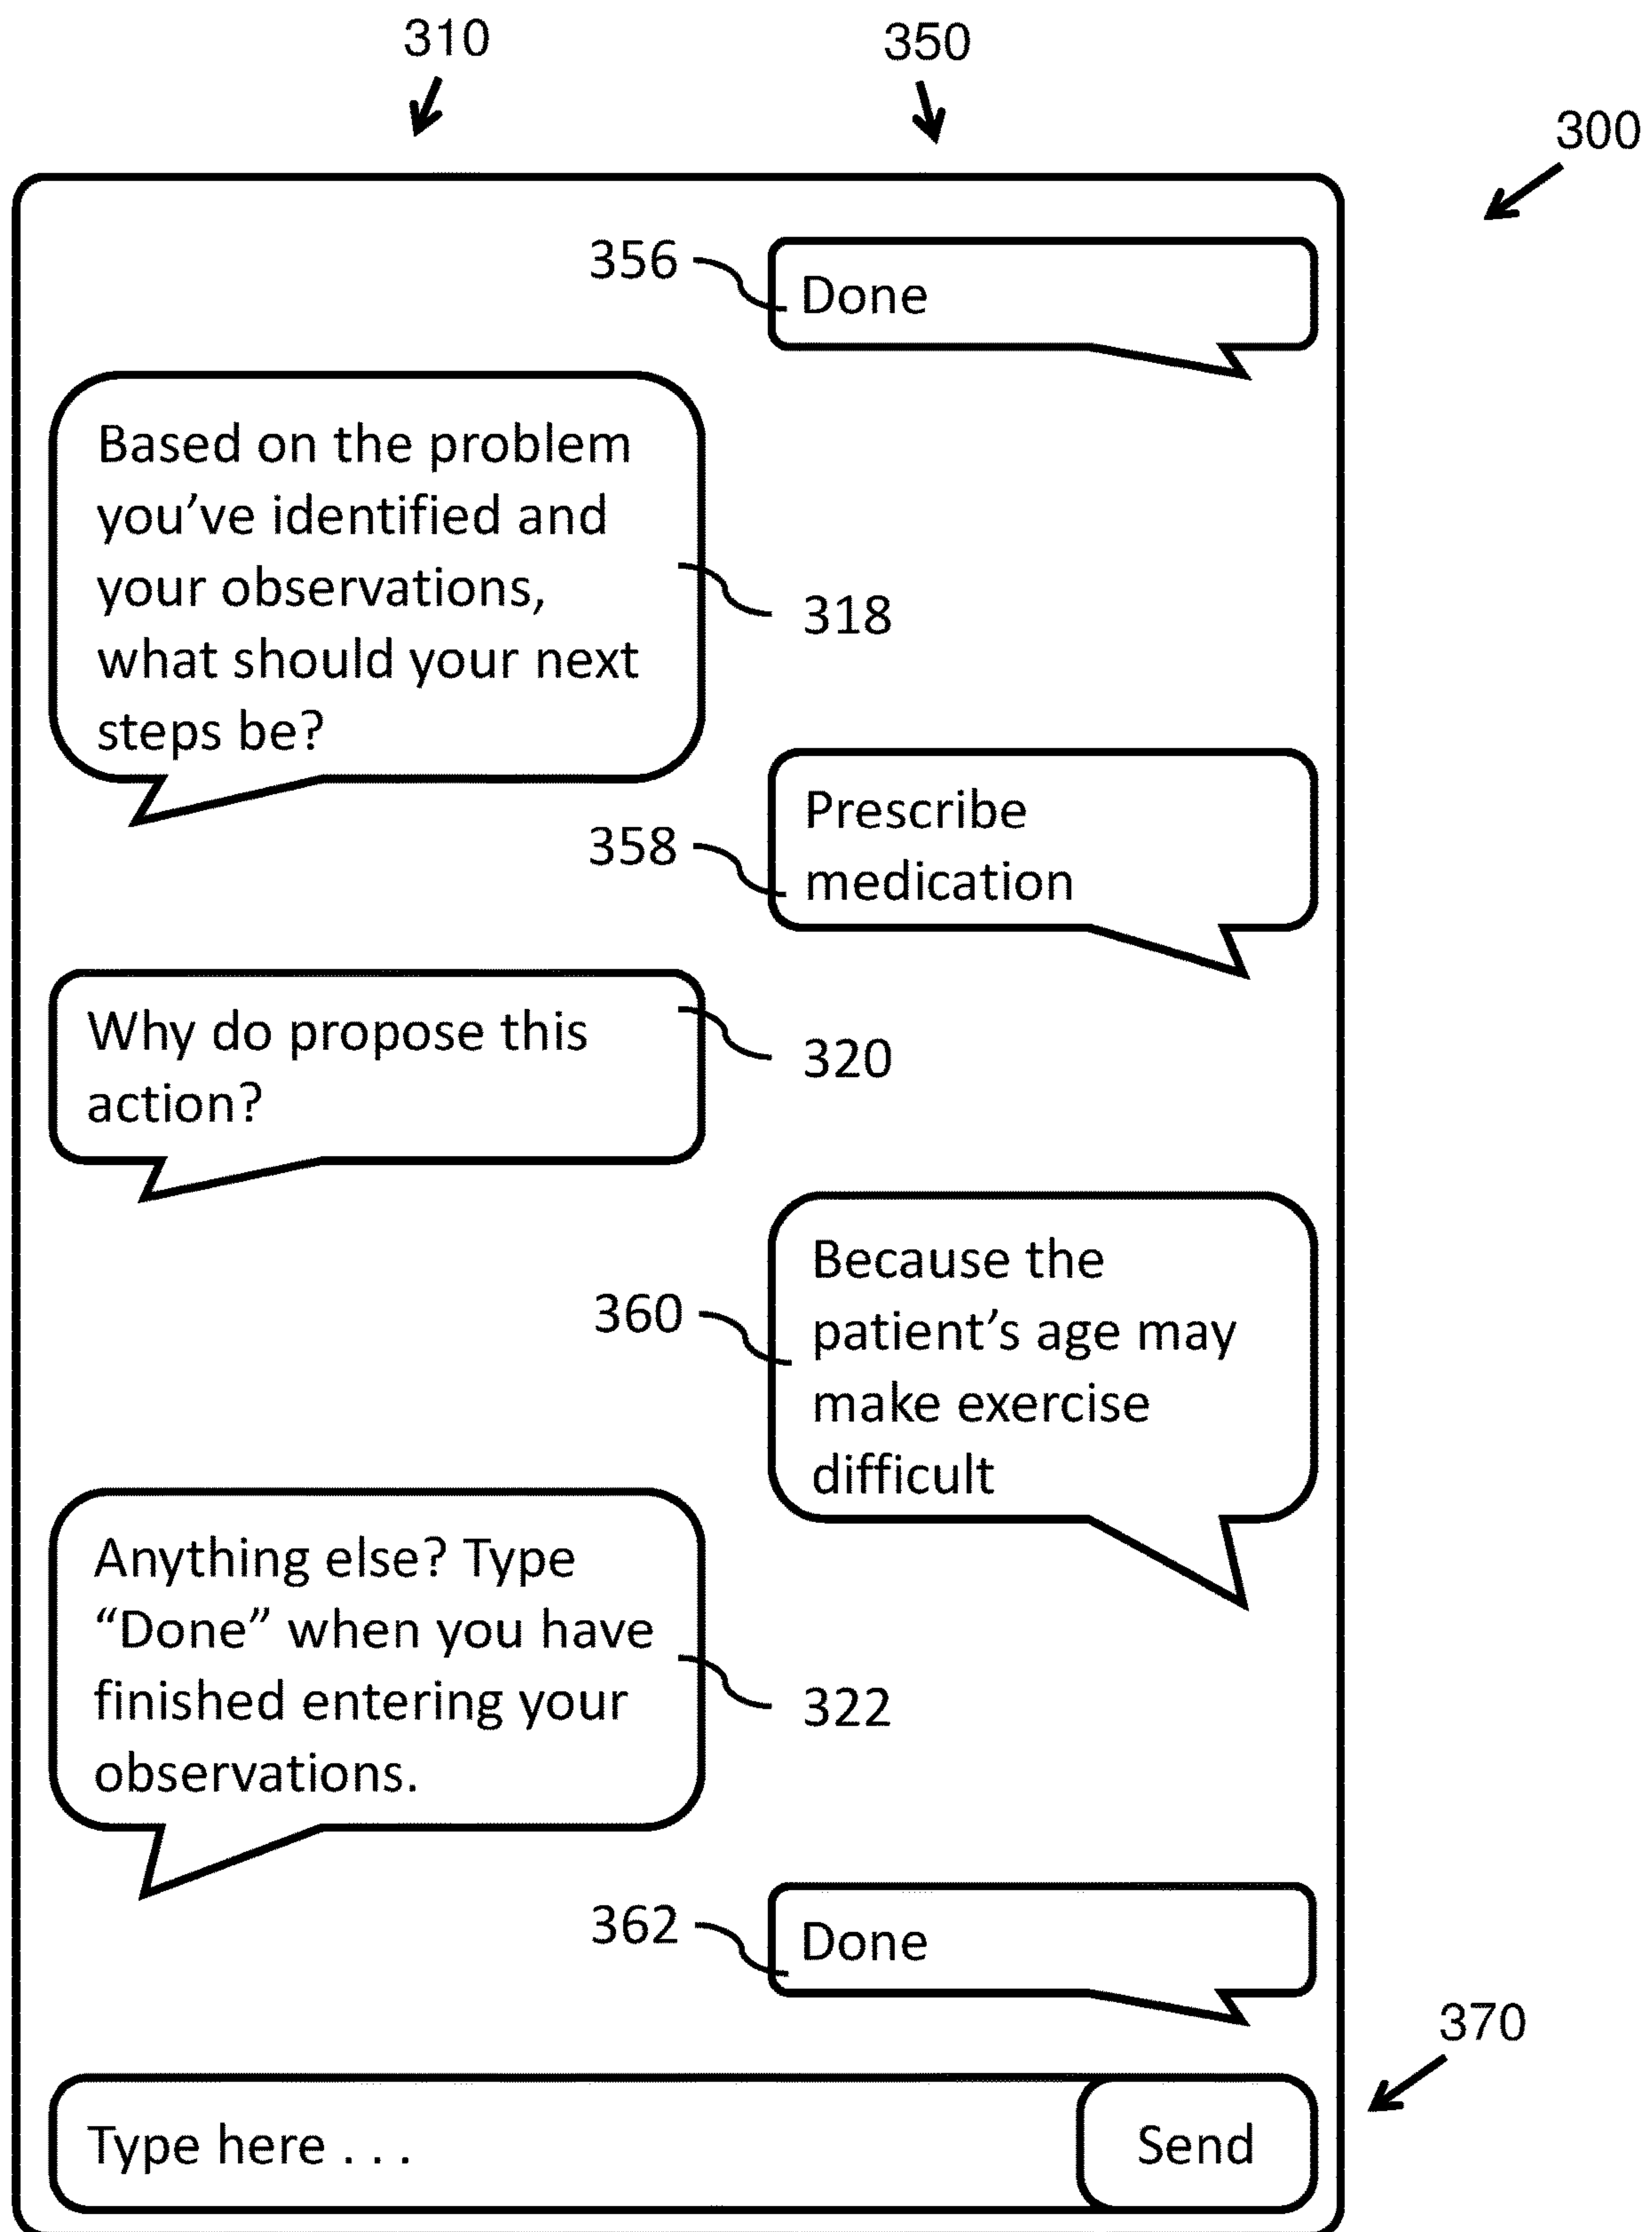 310
350
300
356
Done
Based on the problem
you’ve identified and
your observations,
what should your next
steps be?
318
Prescribe
medication
358
Why do propose this
action?
320
Because the
patient’s age may
make exercise
difficult
360
Anything else? Type
“Done” when you have
finished entering your
observations.
322
362
Done
370
Type here . . .
Send